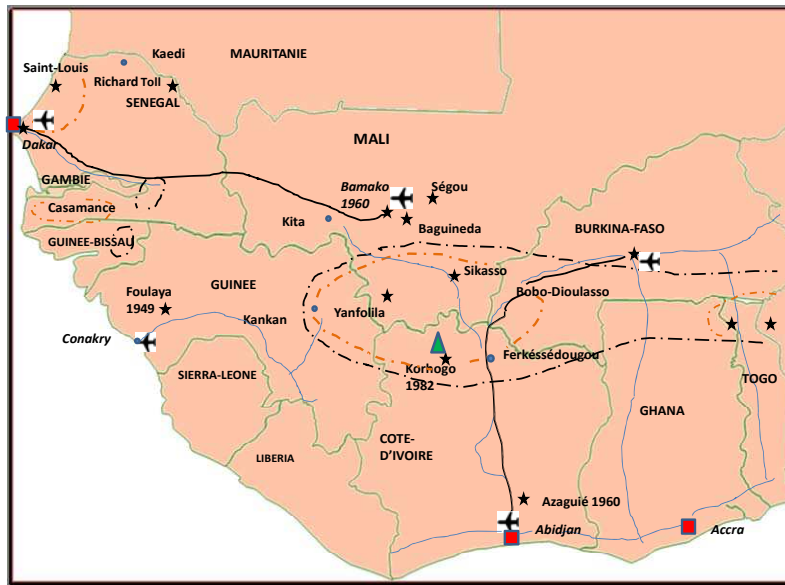 Kaedi
MAURITANIE
Saint-Louis
Richard Toll
SENEGAL
Dakar
MALI
GAMBIE
Bamako
1960
Ségou
Casamance
Kita
Baguineda
BURKINA-FASO
GUINEE-BISSAU
Sikasso
Foulaya
1949
GUINEE
Yanfolila
Bobo-Dioulasso
Kankan
Conakry
Ferkéssédougou
Korhogo
1982
SIERRA-LEONE
TOGO
GHANA
COTE-
D'IVOIRE
LIBERIA
Azaguié 1960
Abidjan
Accra